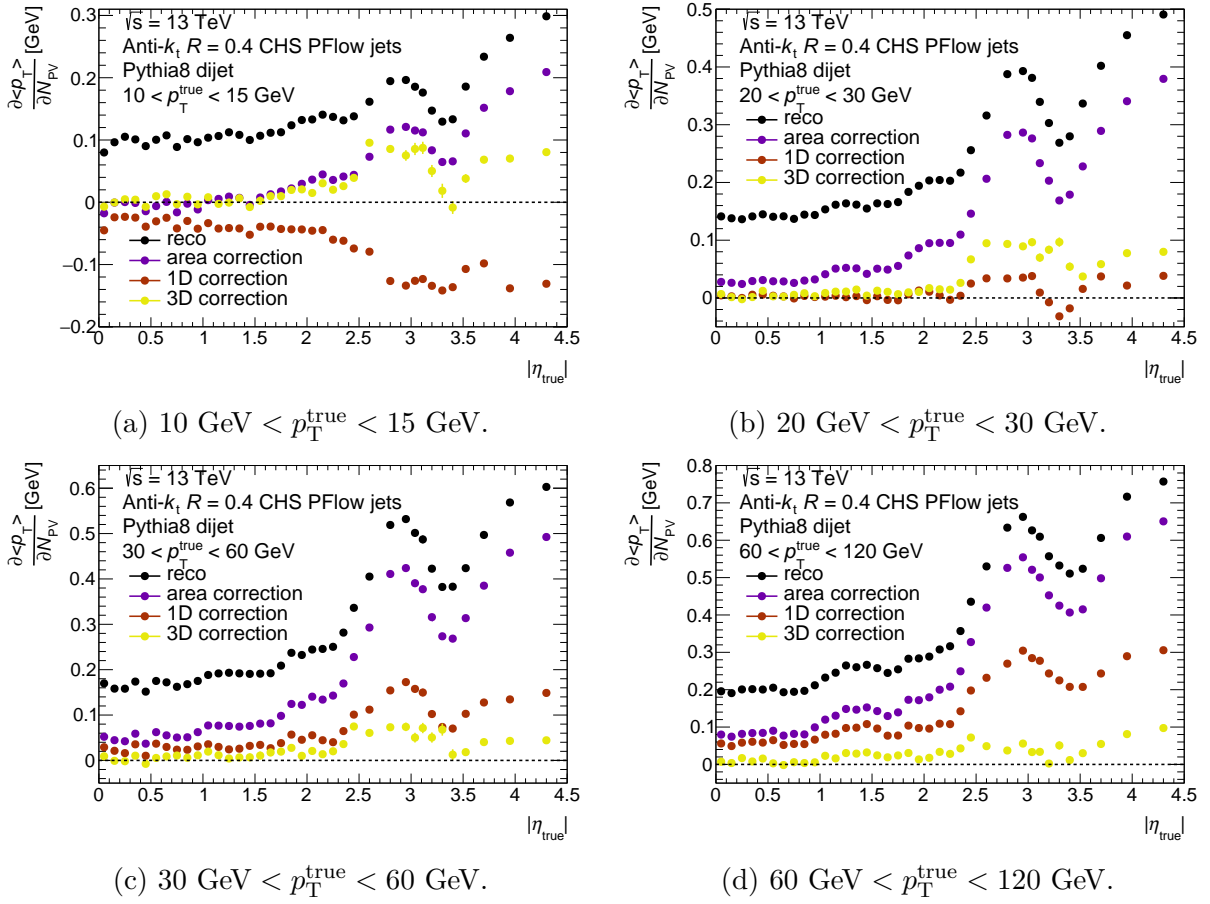 ∂<p_T>/∂N_PV [GeV]
√s = 13 TeV
Anti-k_t R = 0.4 CHS PFlow jets
Pythia8 dijet
10 < p_T^true < 15 GeV
reco
area correction
1D correction
3D correction
0.3
0.2
0.1
0
−0.1
−0.2
0 0.5 1 1.5 2 2.5 3 3.5 4 4.5
|η_true|
(a) 10 GeV < p_T^true < 15 GeV.
∂<p_T>/∂N_PV [GeV]
√s = 13 TeV
Anti-k_t R = 0.4 CHS PFlow jets
Pythia8 dijet
20 < p_T^true < 30 GeV
reco
area correction
1D correction
3D correction
0.5
0.4
0.3
0.2
0.1
0
0 0.5 1 1.5 2 2.5 3 3.5 4 4.5
|η_true|
(b) 20 GeV < p_T^true < 30 GeV.
∂<p_T>/∂N_PV [GeV]
√s = 13 TeV
Anti-k_t R = 0.4 CHS PFlow jets
Pythia8 dijet
30 < p_T^true < 60 GeV
reco
area correction
1D correction
3D correction
0.6
0.5
0.4
0.3
0.2
0.1
0
0 0.5 1 1.5 2 2.5 3 3.5 4 4.5
|η_true|
(c) 30 GeV < p_T^true < 60 GeV.
∂<p_T>/∂N_PV [GeV]
√s = 13 TeV
Anti-k_t R = 0.4 CHS PFlow jets
Pythia8 dijet
60 < p_T^true < 120 GeV
reco
area correction
1D correction
3D correction
0.8
0.7
0.6
0.5
0.4
0.3
0.2
0.1
0
0 0.5 1 1.5 2 2.5 3 3.5 4 4.5
|η_true|
(d) 60 GeV < p_T^true < 120 GeV.